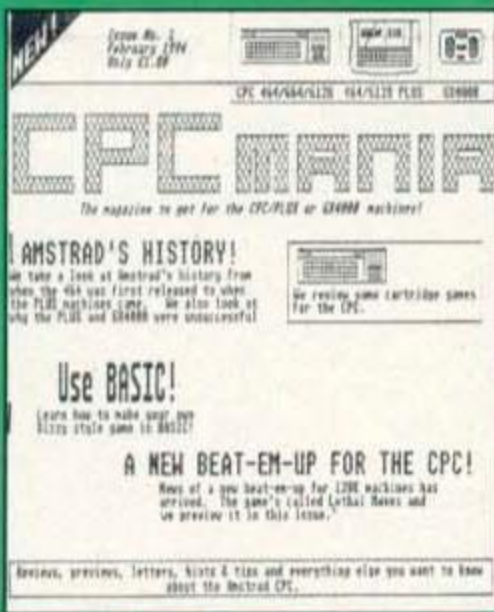 NEW!
Issue No. 1
February 1994
Only £1.00
CPC 464/664/6128 464/6128 PLUS GX4000
CPC MANIA
The magazine to get for the CPC/PLUS or GX4000 machines!
AMSTRAD'S HISTORY!
We take a look at Amstrad's history from
when the 464 was first released to when
the PLUS machines came. We also look at
why the PLUS and GX4000 were unsuccessful
We review some cartridge games
for the CPC.
Use BASIC!
Learn how to make your own
Dizzy style game in BASIC!
A NEW BEAT-EM-UP FOR THE CPC!
News of a new beat-em-up for 128K machines has
arrived. The game's called Lethal Moves and
we preview it in this issue.
Reviews, previews, letters, hints & tips and everything else you want to know
about the Amstrad CPC.